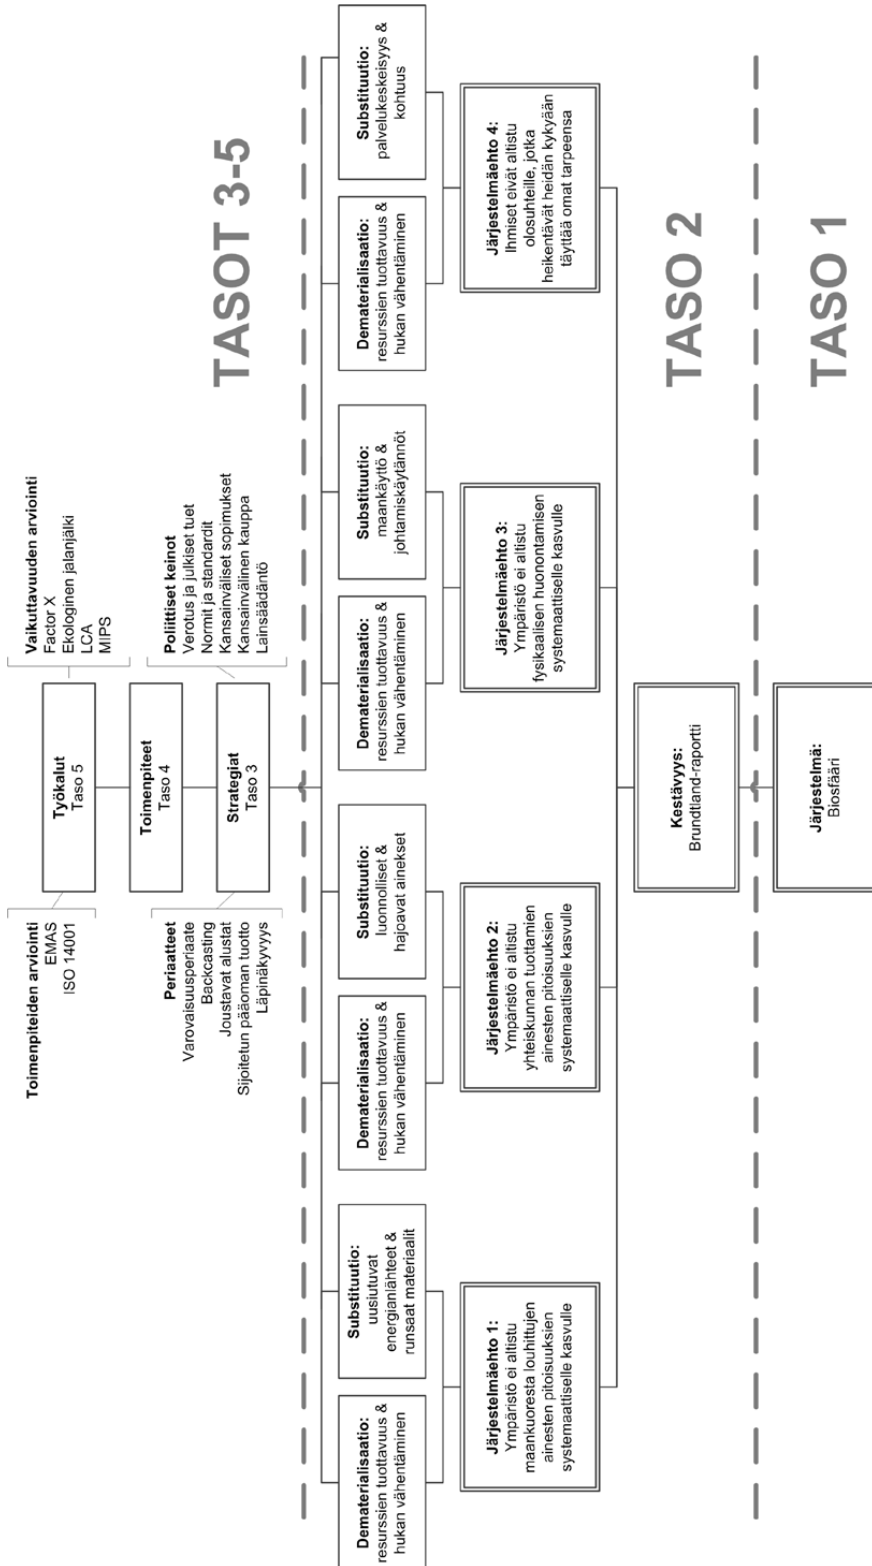 Toimenpiteiden arviointi
EMAS
ISO 14001
Työkalut
Taso 5
Vaikuttavuuden arviointi
Factor X
Ekologinen jalanjälki
LCA
MIPS
Toimenpiteet
Taso 4
Periaatteet
Varovaisuusperiaate
Backcasting
Joustavat alustat
Sijoitetun pääoman tuotto
Läpinäkyvyys
Strategiat
Taso 3
Poliittiset keinot
Verotus ja julkiset tuet
Normit ja standardit
Kansainväliset sopimukset
Kansainvälinen kauppa
Lainsäädäntö
TASOT 3-5
Dematerialisaatio:
resurssien tuottavuus &
hukan vähentäminen
Substituutio:
uusiutuvat
energianlähteet &
runsaat materiaalit
Dematerialisaatio:
resurssien tuottavuus &
hukan vähentäminen
Substituutio:
luonnolliset &
hajoavat ainekset
Dematerialisaatio:
resurssien tuottavuus &
hukan vähentäminen
Substituutio:
maankäyttö &
johtamiskäytännöt
Dematerialisaatio:
resurssien tuottavuus &
hukan vähentäminen
Substituutio:
palvelukeskeisyys &
kohtuus
Järjestelmäehto 1:
Ympäristö ei altistu
maankuoresta louhittujen
ainesten pitoisuuksien
systemaattiselle kasvulle
Järjestelmäehto 2:
Ympäristö ei altistu
yhteiskunnan tuottamien
ainesten pitoisuuksien
systemaattiselle kasvulle
Järjestelmäehto 3:
Ympäristö ei altistu
fysikaalisen huonontamisen
systemaattiselle kasvulle
Järjestelmäehto 4:
Ihmiset eivät altistu
olosuhteille, jotka
heikentävät heidän kykyään
täyttää omat tarpeensa
Kestävyys:
Brundtland-raportti
TASO 2
Järjestelmä:
Biosfääri
TASO 1